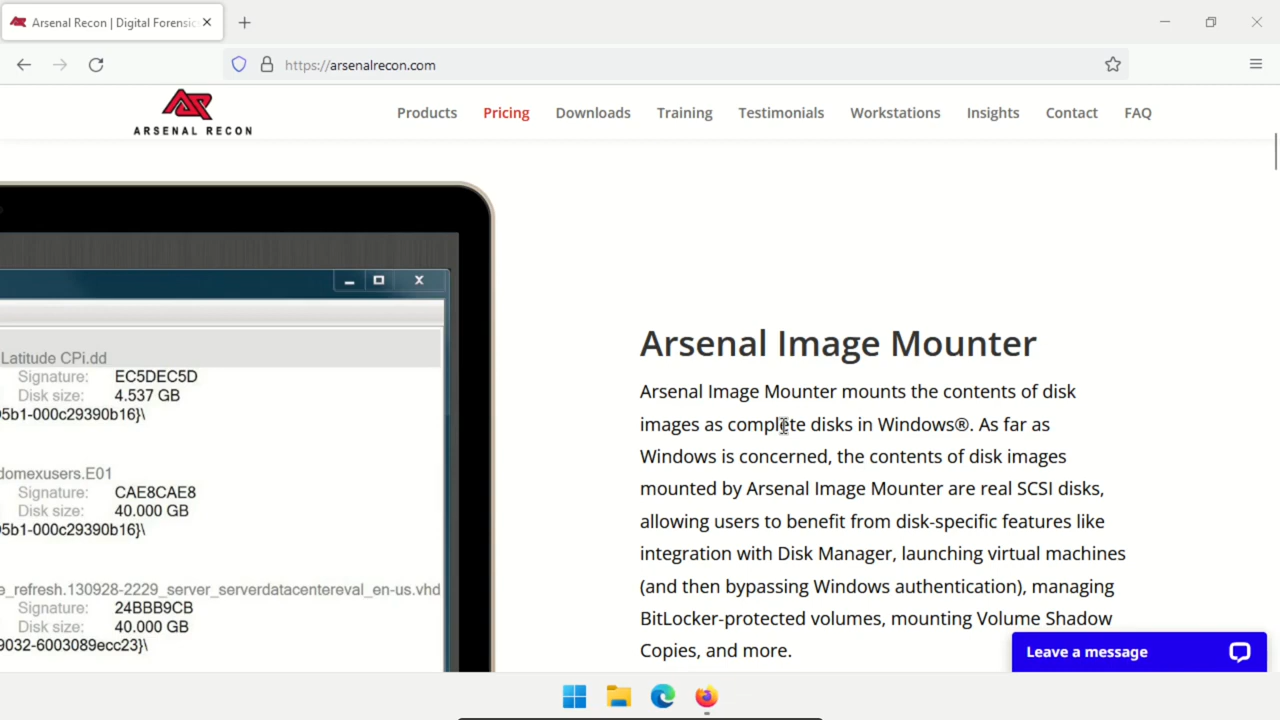 Arsenal Recon | Digital Forensic
https://arsenalrecon.com
ARSENAL RECON
Products
Pricing
Downloads
Training
Testimonials
Workstations
Insights
Contact
FAQ
Latitude CPi.dd
Signature: EC5DEC5D
Disk size: 4.537 GB
95b1-000c29390b16}\
domexusers.E01
Signature: CAE8CAE8
Disk size: 40.000 GB
95b1-000c29390b16}\
e_refresh.130928-2229_server_serverdatacentereval_en-us.vhd
Signature: 24BBB9CB
Disk size: 40.000 GB
9032-6003089ecc23}\
Arsenal Image Mounter
Arsenal Image Mounter mounts the contents of disk
images as complete disks in Windows®. As far as
Windows is concerned, the contents of disk images
mounted by Arsenal Image Mounter are real SCSI disks,
allowing users to benefit from disk-specific features like
integration with Disk Manager, launching virtual machines
(and then bypassing Windows authentication), managing
BitLocker-protected volumes, mounting Volume Shadow
Copies, and more.
Leave a message